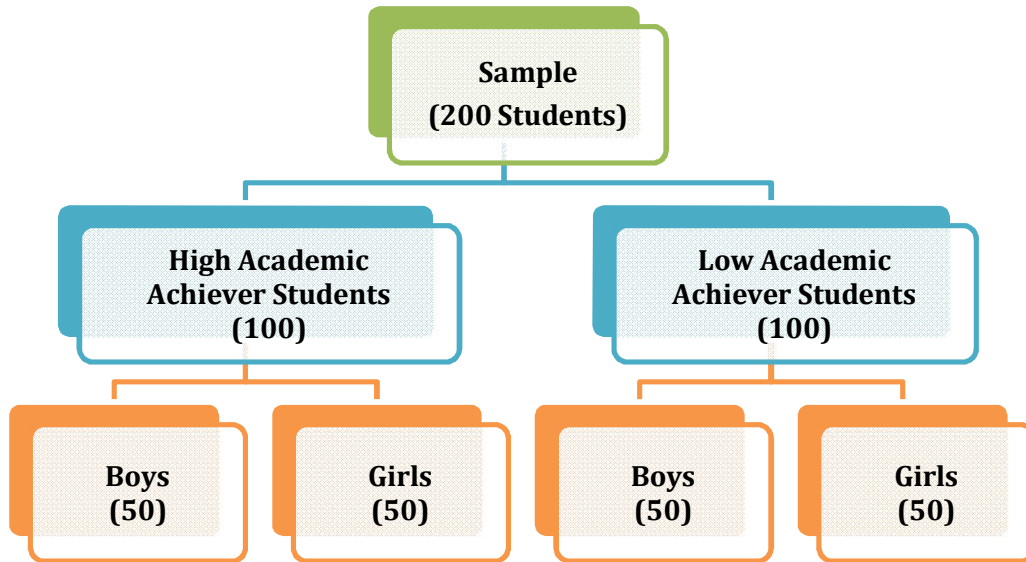 Sample
(200 Students)
High Academic
Achiever Students
(100)
Low Academic
Achiever Students
(100)
Boys
(50)
Girls
(50)
Boys
(50)
Girls
(50)